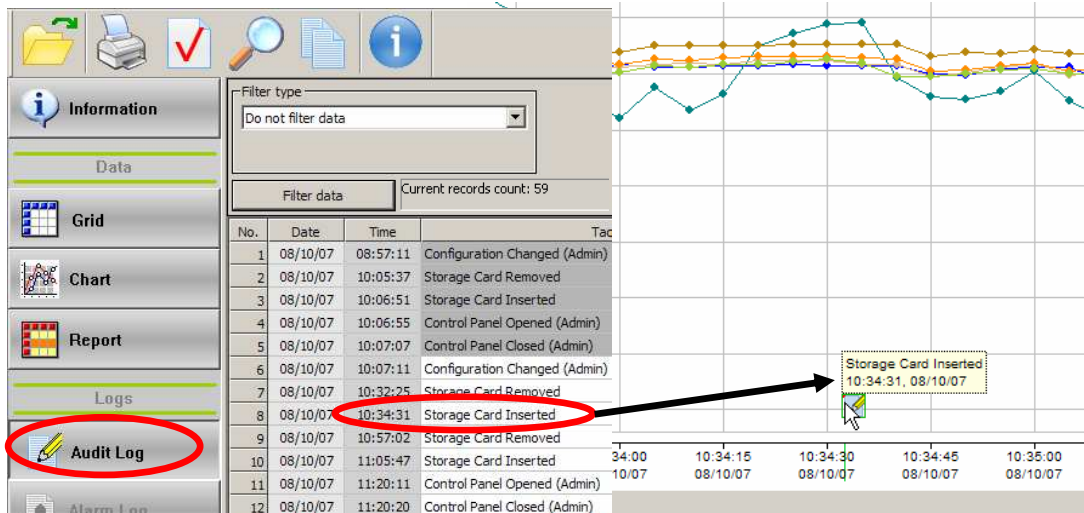 Information
Data
Grid
Chart
Report
Logs
Audit Log
Alarm Log
Filter type
Do not filter data
Filter data
Current records count: 59
No. Date Time Tac
1 08/10/07 08:57:11 Configuration Changed (Admin)
2 08/10/07 10:05:37 Storage Card Removed
3 08/10/07 10:06:51 Storage Card Inserted
4 08/10/07 10:06:55 Control Panel Opened (Admin)
5 08/10/07 10:07:07 Control Panel Closed (Admin)
6 08/10/07 10:07:11 Configuration Changed (Admin)
7 08/10/07 10:32:25 Storage Card Removed
8 08/10/07 10:34:31 Storage Card Inserted
9 08/10/07 10:57:02 Storage Card Removed
10 08/10/07 11:05:47 Storage Card Inserted
11 08/10/07 11:20:11 Control Panel Opened (Admin)
12 08/10/07 11:20:20 Control Panel Closed (Admin)
Storage Card Inserted
10:34:31, 08/10/07
34:00 10:34:15 10:34:30 10:34:45 10:35:00
10/07 08/10/07 08/10/07 08/10/07 08/10/07